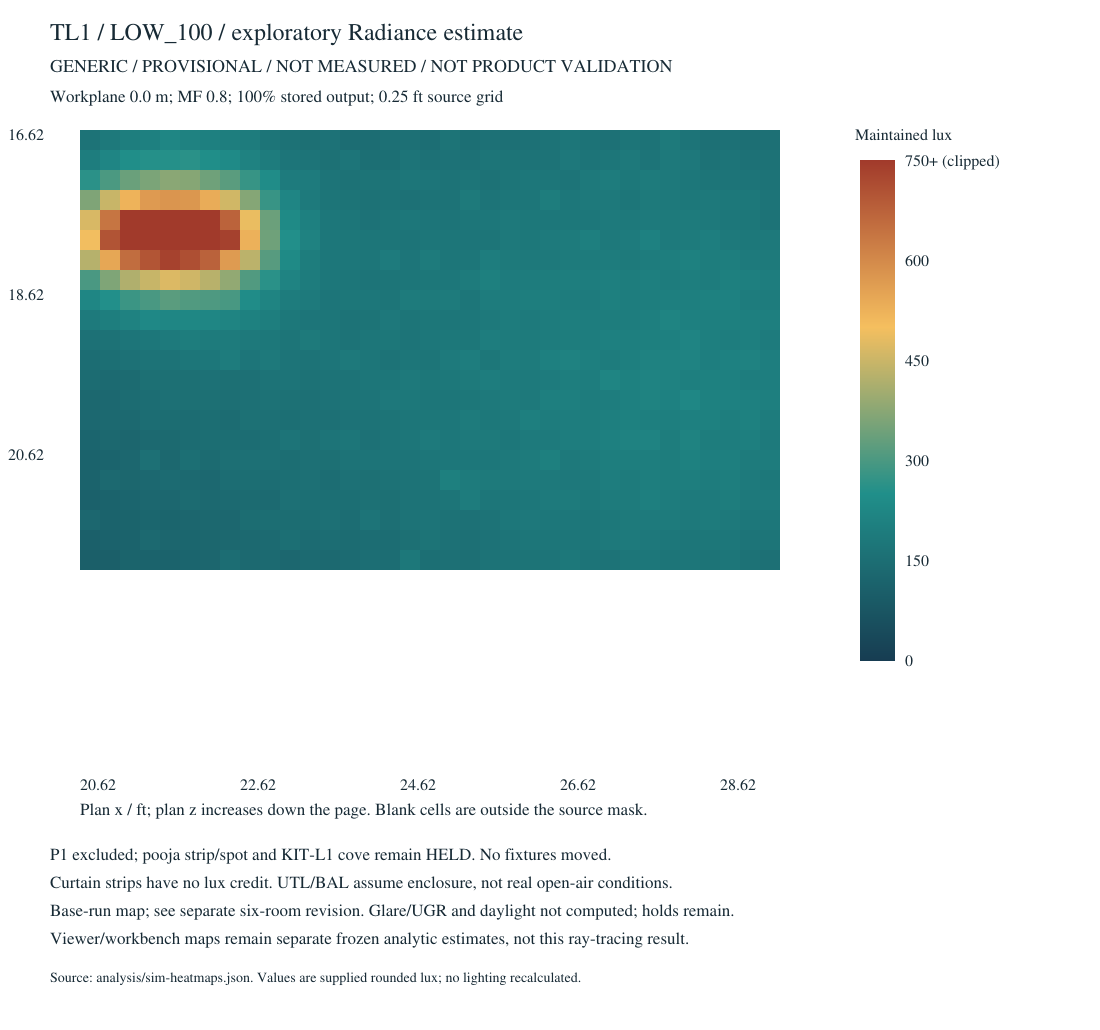 TL1 / LOW_100 / exploratory Radiance estimate
GENERIC / PROVISIONAL / NOT MEASURED / NOT PRODUCT VALIDATION
Workplane 0.0 m; MF 0.8; 100% stored output; 0.25 ft source grid
16.62
Maintained lux
750+ (clipped)
600
18.62
450
20.62
300
150
0
20.62 22.62 24.62 26.62 28.62
Plan x / ft; plan z increases down the page. Blank cells are outside the source mask.
P1 excluded; pooja strip/spot and KIT-L1 cove remain HELD. No fixtures moved.
Curtain strips have no lux credit. UTL/BAL assume enclosure, not real open-air conditions.
Base-run map; see separate six-room revision. Glare/UGR and daylight not computed; holds remain.
Viewer/workbench maps remain separate frozen analytic estimates, not this ray-tracing result.
Source: analysis/sim-heatmaps.json. Values are supplied rounded lux; no lighting recalculated.